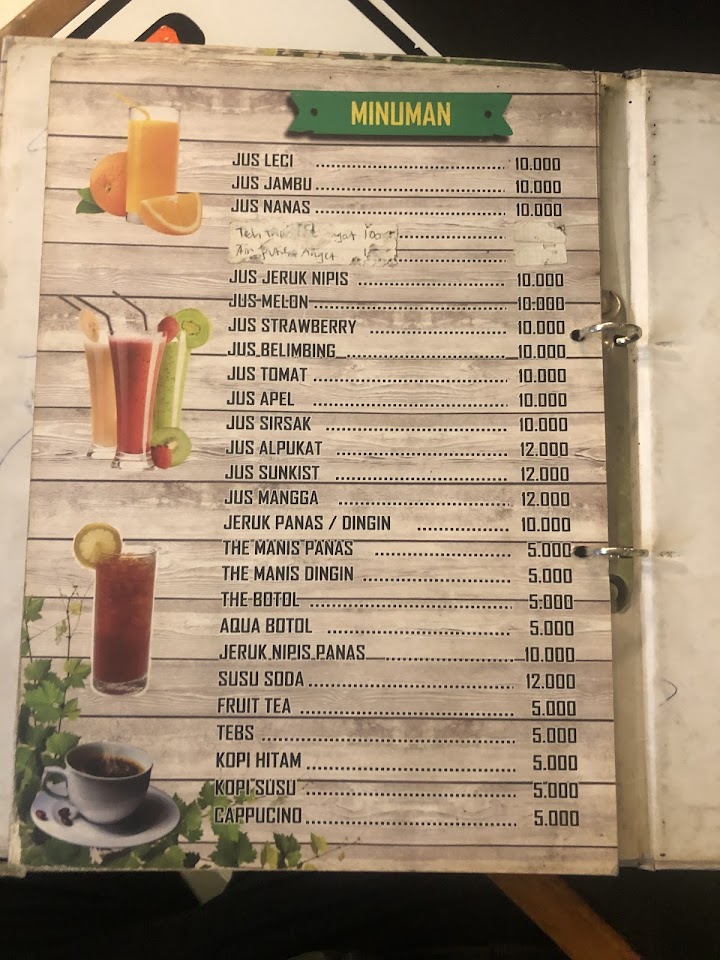 MINUMAN
JUS LECI 10.000
JUS JAMBU 10.000
JUS NANAS 10.000
Teh
Air Putih Anget
JUS JERUK NIPIS 10.000
JUS MELON 10.000
JUS STRAWBERRY 10.000
JUS BELIMBING 10.000
JUS TOMAT 10.000
JUS APEL 10.000
JUS SIRSAK 10.000
JUS ALPUKAT 12.000
JUS SUNKIST 12.000
JUS MANGGA 12.000
JERUK PANAS / DINGIN 10.000
THE MANIS PANAS 5.000
THE MANIS DINGIN 5.000
THE BOTOL 5.000
AQUA BOTOL 5.000
JERUK NIPIS PANAS 10.000
SUSU SODA 12.000
FRUIT TEA 5.000
TEBS 5.000
KOPI HITAM 5.000
KOPI SUSU 5.000
CAPPUCINO 5.000